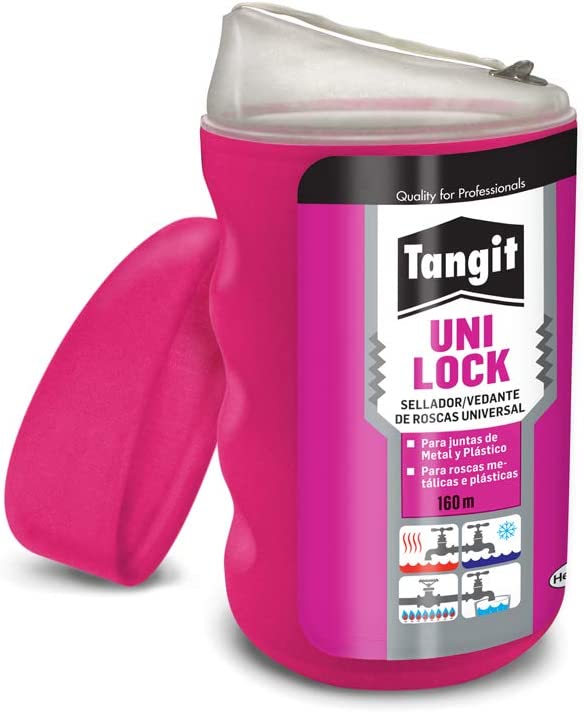 Quality for Professionals
Tangit
UNI
LOCK
SELLADOR/VEDANTE
DE ROSCAS UNIVERSAL
Para juntas de
Metal y Plástico
Para roscas me-
tálicas e plásticas
160 m
He